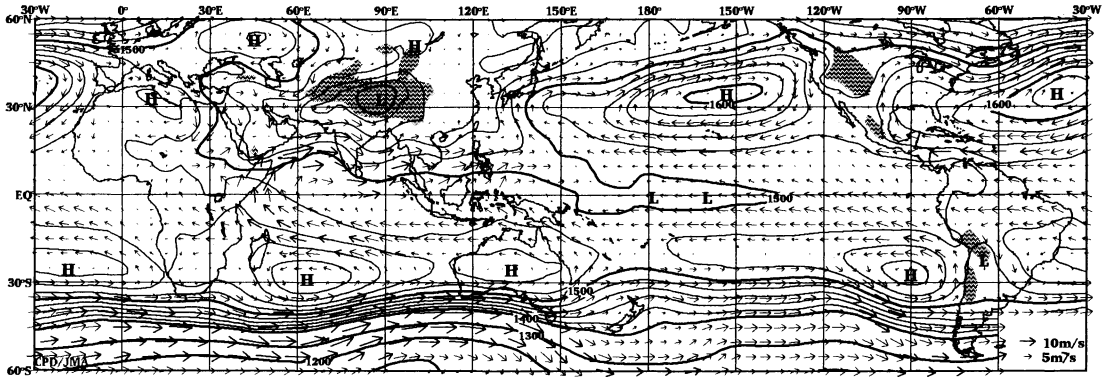 60°N
30°W 0° 30°E 60°E 90°E 120°E 150°E 180° 150°W 120°W 90°W 60°W 30°W
H H
1500
H L H H
1600 1600
30°N
EQ
L L 1500
H H H H L
30°S
1500
1400
1300
1200
10m/s
5m/s
CPD/JMA
60°S